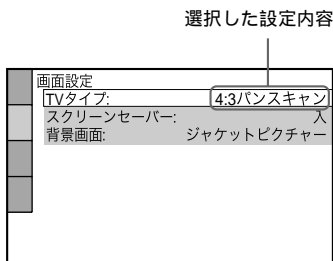 選択した設定内容
画面設定
TVタイプ: 4:3パンスキャン
スクリーンセーバー: 入
背景画面: ジャケットピクチャー